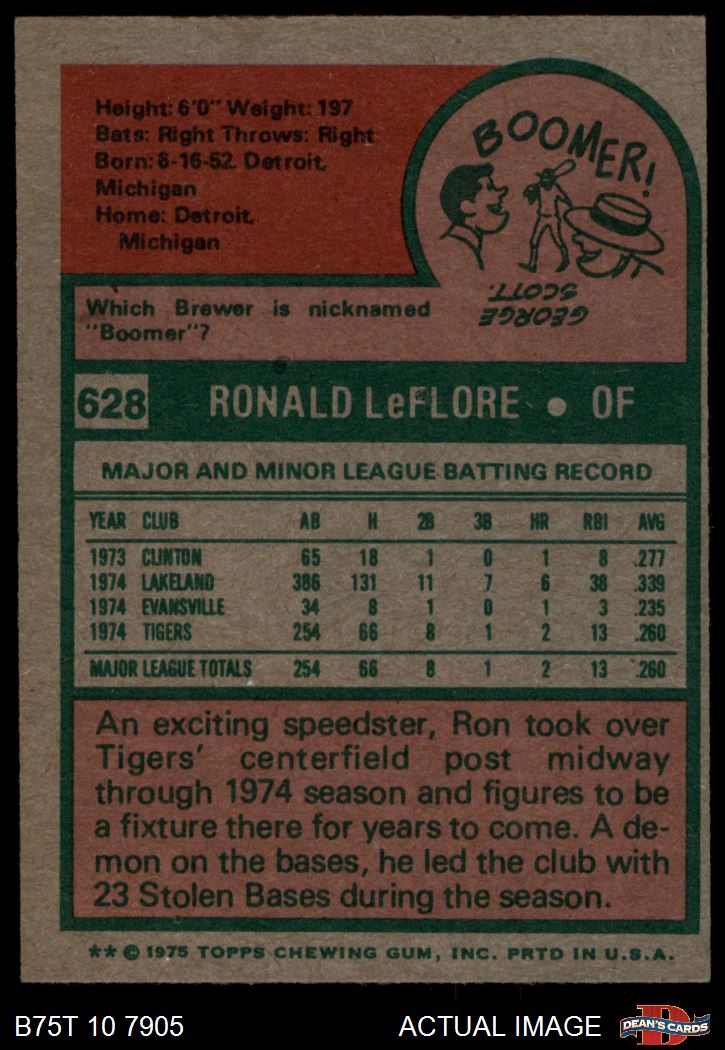 Height: 6'0" Weight: 197
Bats: Right Throws: Right
Born: 6-16-52. Detroit,
Michigan
Home: Detroit,
Michigan
BOOMER!
GEORGE
SCOTT.
Which Brewer is nicknamed
"Boomer"?
628 RONALD LeFLORE • OF
MAJOR AND MINOR LEAGUE BATTING RECORD
YEAR CLUB AB H 2B 3B HR RBI AVG
1973 CLINTON 65 18 1 0 1 8 .277
1974 LAKELAND 386 131 11 7 6 38 .339
1974 EVANSVILLE 34 8 1 0 1 3 .235
1974 TIGERS 254 66 8 1 2 13 .260
MAJOR LEAGUE TOTALS 254 66 8 1 2 13 .260
An exciting speedster, Ron took over
Tigers' centerfield post midway
through 1974 season and figures to be
a fixture there for years to come. A de-
mon on the bases, he led the club with
23 Stolen Bases during the season.
** © 1975 TOPPS CHEWING GUM, INC. PRTD IN U.S.A.
B75T 10 7905 ACTUAL IMAGE DEAN'S CARDS